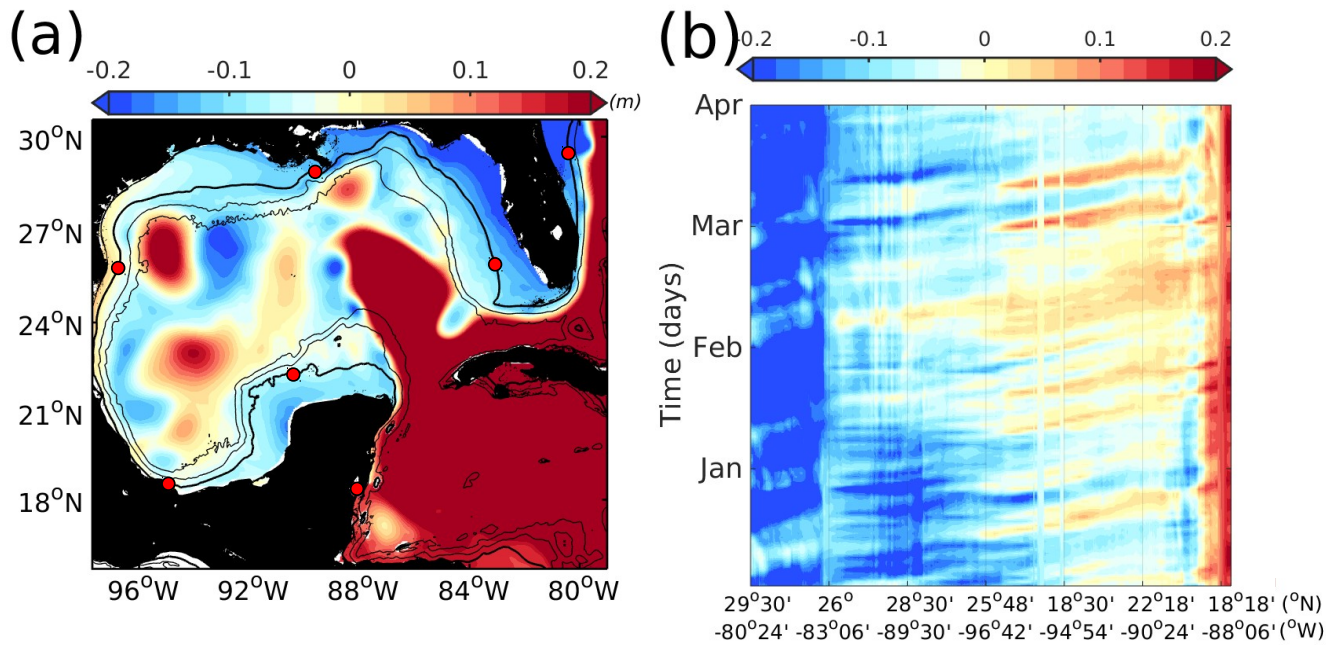 (a)
-0.2 -0.1 0 0.1 0.2
(m)
30°N
27°N
24°N
21°N
18°N
96°W 92°W 88°W 84°W 80°W
(b)
-0.2 -0.1 0 0.1 0.2
Time (days)
Apr
Mar
Feb
Jan
29°30' 26° 28°30' 25°48' 18°30' 22°18' 18°18' (°N)
-80°24' -83°06' -89°30' -96°42' -94°54' -90°24' -88°06' (°W)